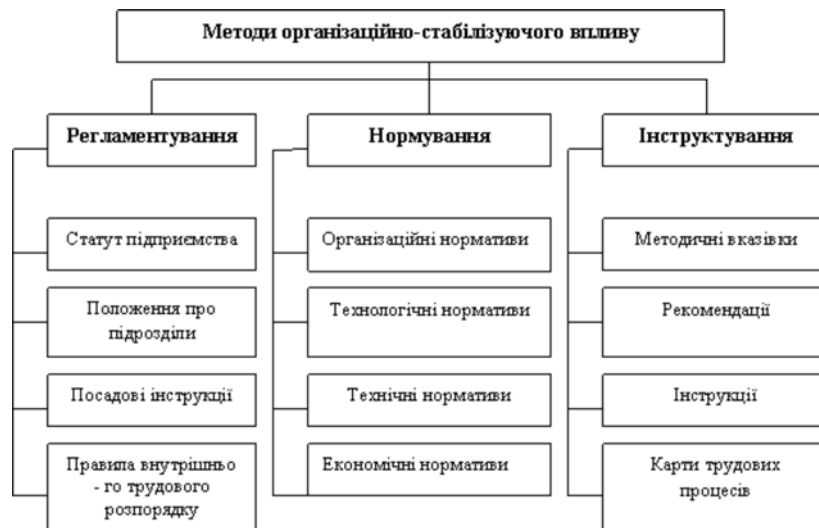 Методи організаційно-стабілізуючого впливу
Регламентування
Нормування
Інструктування
Статут підприємства
Організаційні нормативи
Методичні вказівки
Положення про
підрозділи
Технологічні нормативи
Рекомендації
Посадові інструкції
Технічні нормативи
Інструкції
Правила внутрішньо
- го трудового
розпорядку
Економічні нормативи
Карти трудових
процесів